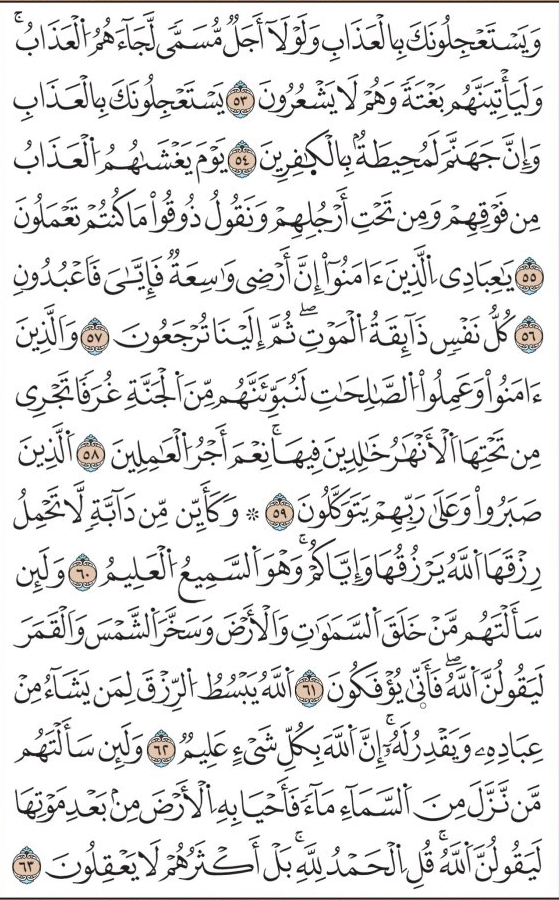 وَيَسْتَعْجِلُونَكَ بِالْعَذَابِ وَلَوْلَآ أَجَلٌ مُّسَمًّى لَّجَآءَهُمُ الْعَذَابُۚ
وَلَيَأْتِيَنَّهُم بَغْتَةً وَهُمْ لَا يَشْعُرُونَ ٥٣ يَسْتَعْجِلُونَكَ بِالْعَذَابِ
وَإِنَّ جَهَنَّمَ لَمُحِيطَةٌۢ بِالْكٰفِرِينَ ٥٤ يَوْمَ يَغْشَىٰهُمُ الْعَذَابُ
مِن فَوْقِهِمْ وَمِن تَحْتِ أَرْجُلِهِمْ وَنَقُولُ ذُوقُواْ مَا كُنتُمْ تَعْمَلُونَ
٥٥ يَٰعِبَادِي الَّذِينَ ءَامَنُوٓاْ إِنَّ أَرْضِي وَٰسِعَةٌ فَإِيَّٰيَ فَاعْبُدُونِ
٥٦ كُلُّ نَفْسٍ ذَآئِقَةُ الْمَوْتِۖ ثُمَّ إِلَيْنَا تُرْجَعُونَ ٥٧ وَالَّذِينَ
ءَامَنُواْ وَعَمِلُواْ الصَّٰلِحَٰتِ لَنُبَوِّئَنَّهُم مِّنَ الْجَنَّةِ غُرَفًا تَجْرِي
مِن تَحْتِهَا الْأَنْهَٰرُ خَٰلِدِينَ فِيهَاۚ نِعْمَ أَجْرُ الْعَٰمِلِينَ ٥٨ الَّذِينَ
صَبَرُواْ وَعَلَىٰ رَبِّهِمْ يَتَوَكَّلُونَ ٥٩ ۞ وَكَأَيِّن مِّن دَآبَّةٍ لَّا تَحْمِلُ
رِزْقَهَا اللَّهُ يَرْزُقُهَا وَإِيَّاكُمْۚ وَهُوَ السَّمِيعُ الْعَلِيمُ ٦٠ وَلَئِن
سَأَلْتَهُم مَّنْ خَلَقَ السَّمَٰوَٰتِ وَالْأَرْضَ وَسَخَّرَ الشَّمْسَ وَالْقَمَرَ
لَيَقُولُنَّ اللَّهُۖ فَأَنَّىٰ يُؤْفَكُونَ ٦١ اللَّهُ يَبْسُطُ الرِّزْقَ لِمَن يَشَآءُ مِنْ
عِبَادِهِۦ وَيَقْدِرُ لَهُۥٓۚ إِنَّ اللَّهَ بِكُلِّ شَيْءٍ عَلِيمٌ ٦٢ وَلَئِن سَأَلْتَهُم
مَّن نَّزَّلَ مِنَ السَّمَآءِ مَآءً فَأَحْيَا بِهِ الْأَرْضَ مِنۢ بَعْدِ مَوْتِهَا
لَيَقُولُنَّ اللَّهُۚ قُلِ الْحَمْدُ لِلَّهِۚ بَلْ أَكْثَرُهُمْ لَا يَعْقِلُونَ ٦٣